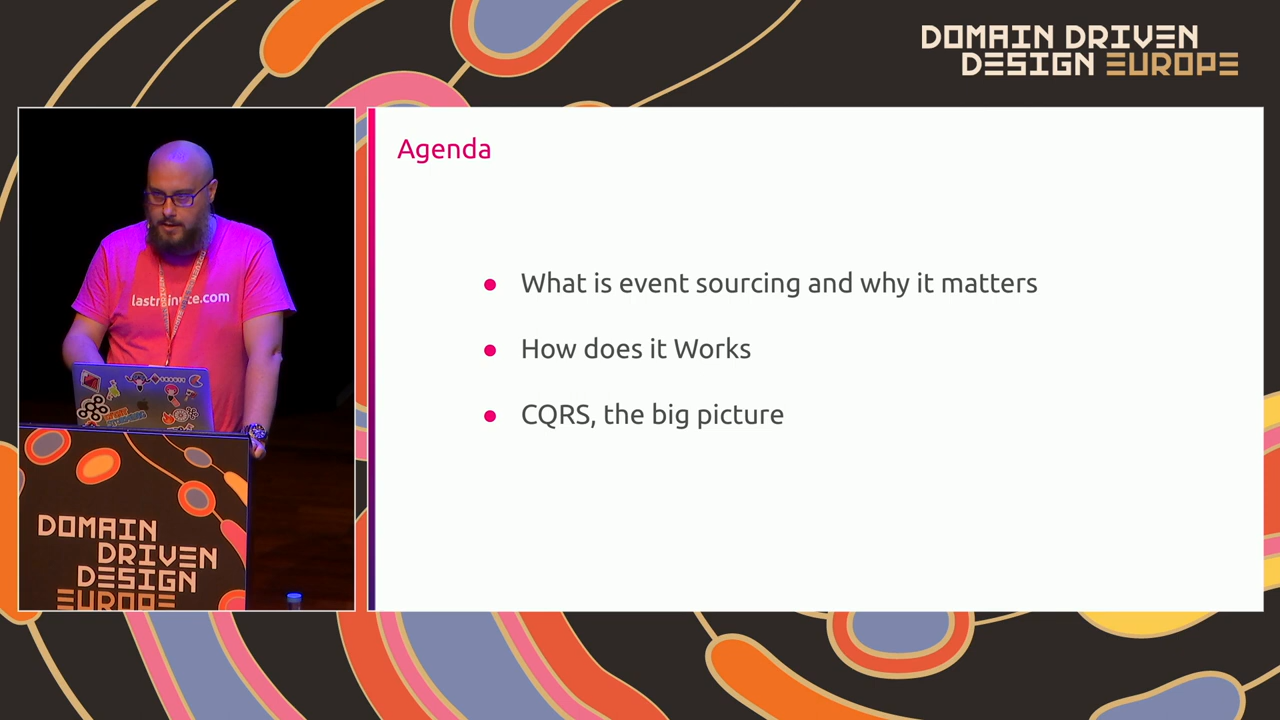 DOMAIN DRIVEN
DESIGN EUROPE
Agenda
● What is event sourcing and why it matters
● How does it Works
● CQRS, the big picture
lastminute.com
DOMAIN
DRIVEN
DESIGN
EUROPE